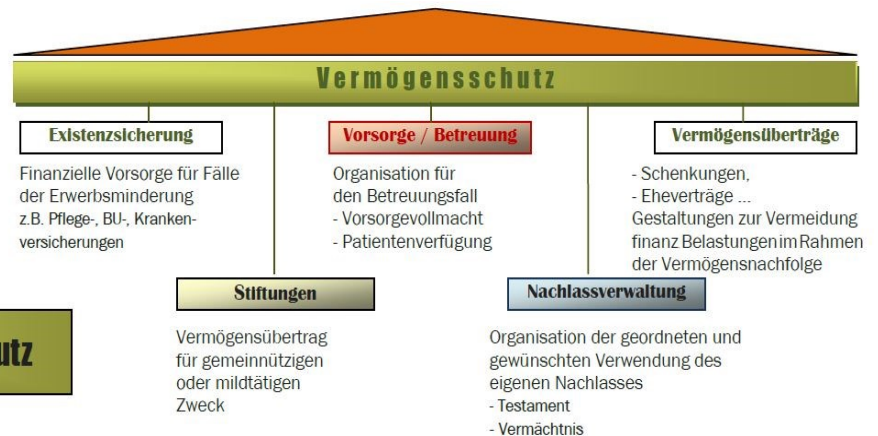 Vermögensschutz
Existenzsicherung
Finanzielle Vorsorge für Fälle
der Erwerbsminderung
z.B. Pflege-, BU-, Kranken-
versicherungen
Vorsorge / Betreuung
Organisation für
den Betreuungsfall
- Vorsorgevollmacht
- Patientenverfügung
Vermögensüberträge
- Schenkungen,
- Eheverträge ...
Gestaltungen zur Vermeidung
finanz Belastungen im Rahmen
der Vermögensnachfolge
Stiftungen
Vermögensübertrag
für gemeinnützigen
oder mildtätigen
Zweck
Nachlassverwaltung
Organisation der geordneten und
gewünschten Verwendung des
eigenen Nachlasses
- Testament
- Vermächtnis
utz